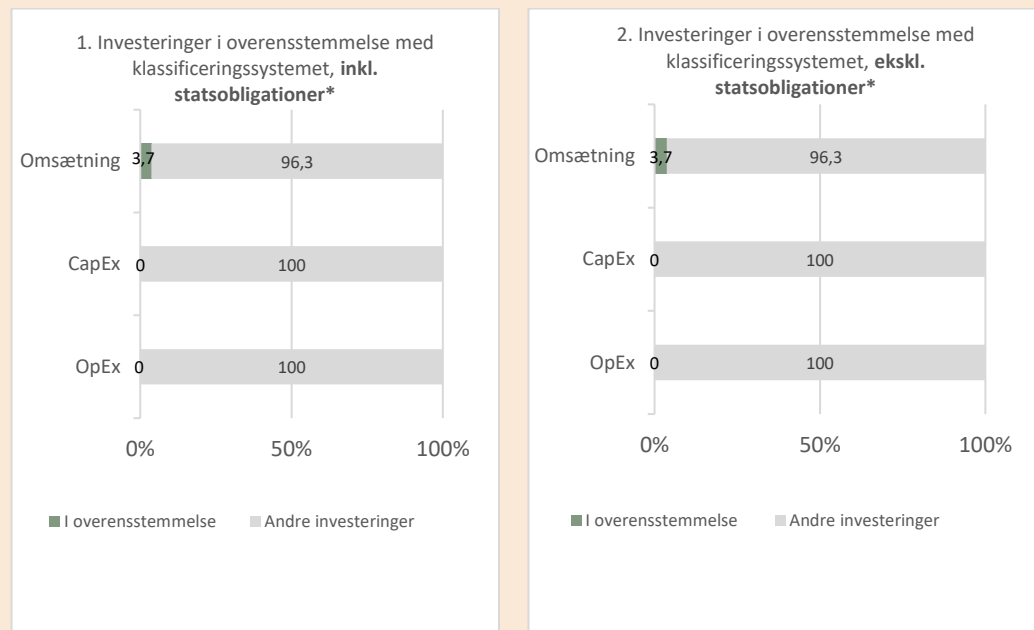 1. Investeringer i overensstemmelse med
klassificeringssystemet, inkl.
statsobligationer*
Omsætning 3,7 96,3
CapEx 0 100
OpEx 0 100
0% 50% 100%
I overensstemmelse Andre investeringer
2. Investeringer i overensstemmelse med
klassificeringssystemet, ekskl.
statsobligationer*
Omsætning 3,7 96,3
CapEx 0 100
OpEx 0 100
0% 50% 100%
I overensstemmelse Andre investeringer